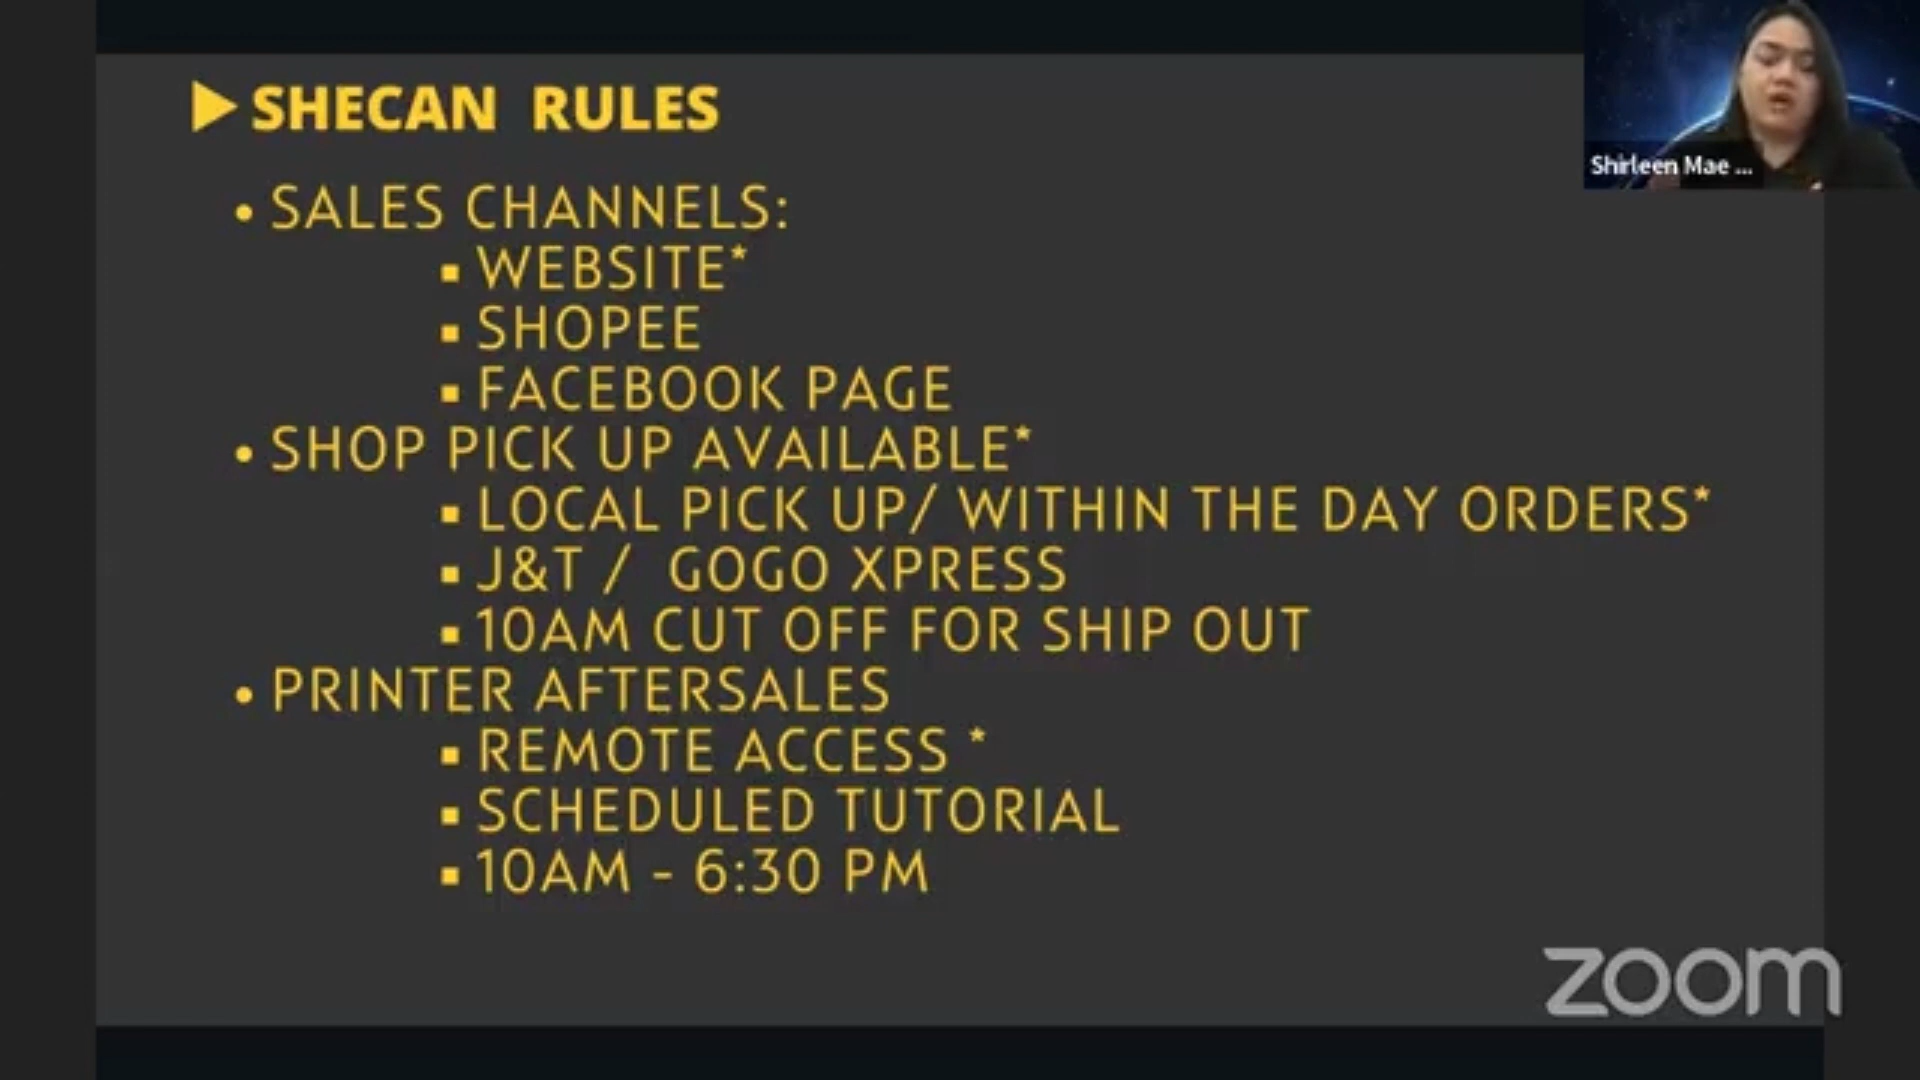 SHECAN RULES
Shirleen Mae ...
• SALES CHANNELS:
▪ WEBSITE*
▪ SHOPEE
▪ FACEBOOK PAGE
• SHOP PICK UP AVAILABLE*
▪ LOCAL PICK UP/ WITHIN THE DAY ORDERS*
▪ J&T / GOGO XPRESS
▪ 10AM CUT OFF FOR SHIP OUT
• PRINTER AFTERSALES
▪ REMOTE ACCESS *
▪ SCHEDULED TUTORIAL
▪ 10AM - 6:30 PM
zoom